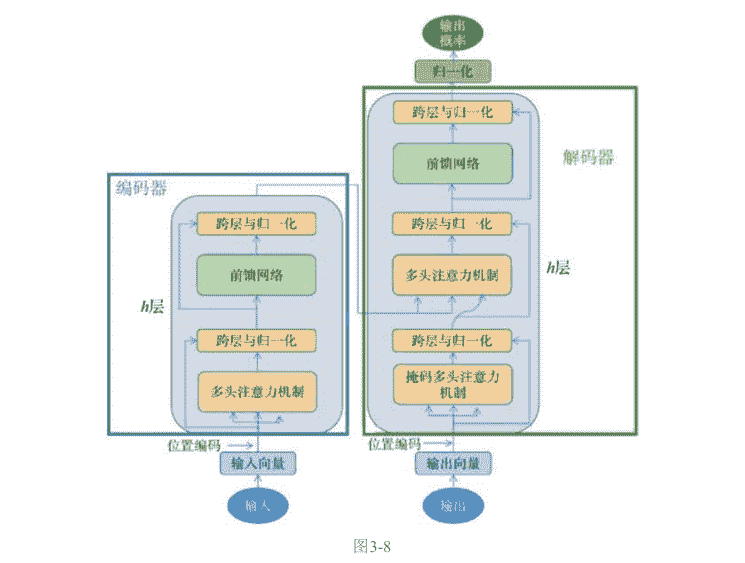 输出
概率
归一化
解码器
跨层与归一化
前馈网络
跨层与归一化
多头注意力机制
h层
跨层与归一化
掩码多头注意力
机制
位置编码
输出向量
输出
编码器
跨层与归一化
前馈网络
h层
跨层与归一化
多头注意力机制
位置编码
输入向量
输入
图3-8